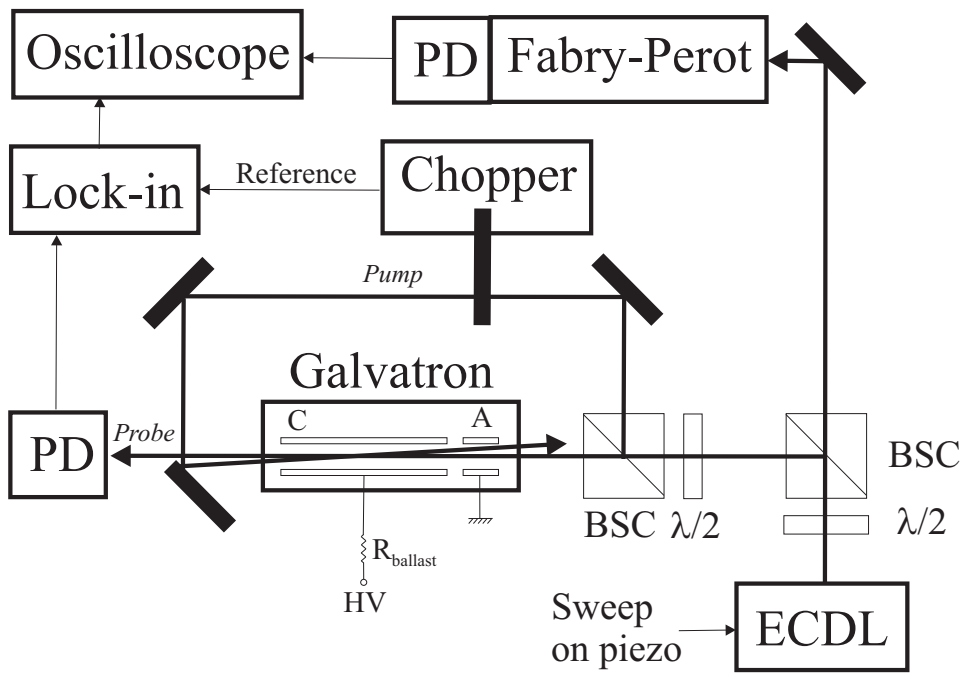 Oscilloscope
PD
Fabry-Perot
Lock-in
Reference
Chopper
Pump
Galvatron
C
A
PD
Probe
BSC
BSC
λ/2
λ/2
R_ballast
HV
Sweep
on piezo
ECDL